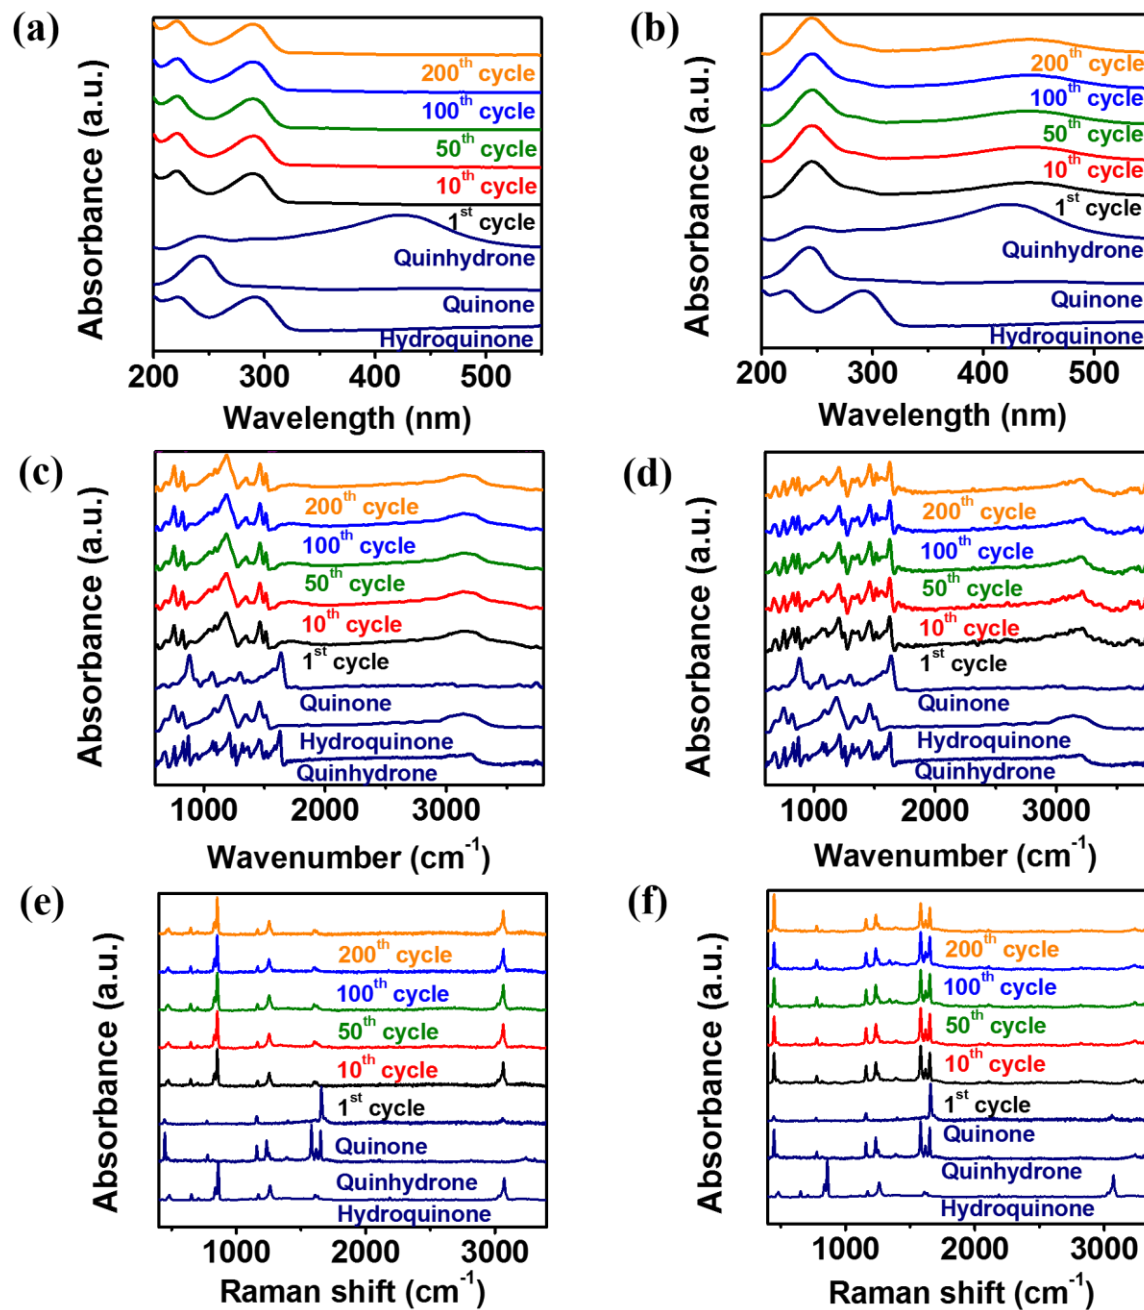 (a)
Absorbance (a.u.)
200th cycle
100th cycle
50th cycle
10th cycle
1st cycle
Quinhydrone
Quinone
Hydroquinone
200 300 400 500
Wavelength (nm)
(b)
Absorbance (a.u.)
200th cycle
100th cycle
50th cycle
10th cycle
1st cycle
Quinhydrone
Quinone
Hydroquinone
200 300 400 500
Wavelength (nm)
(c)
Absorbance (a.u.)
200th cycle
100th cycle
50th cycle
10th cycle
1st cycle
Quinone
Hydroquinone
Quinhydrone
1000 2000 3000
Wavenumber (cm-1)
(d)
Absorbance (a.u.)
200th cycle
100th cycle
50th cycle
10th cycle
1st cycle
Quinone
Hydroquinone
Quinhydrone
1000 2000 3000
Wavenumber (cm-1)
(e)
Absorbance (a.u.)
200th cycle
100th cycle
50th cycle
10th cycle
1st cycle
Quinone
Quinhydrone
Hydroquinone
1000 2000 3000
Raman shift (cm-1)
(f)
Absorbance (a.u.)
200th cycle
100th cycle
50th cycle
10th cycle
1st cycle
Quinone
Quinhydrone
Hydroquinone
1000 2000 3000
Raman shift (cm-1)